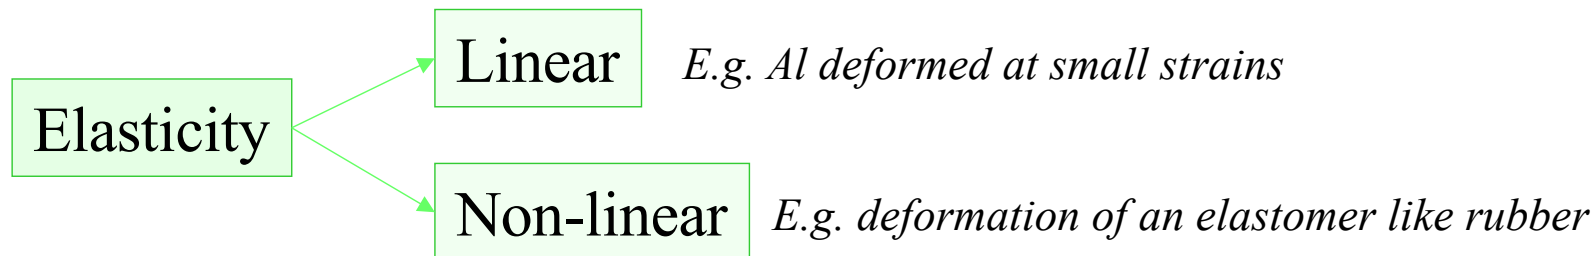 Linear E.g. Al deformed at small strains
Elasticity
Non-linear E.g. deformation of an elastomer like rubber